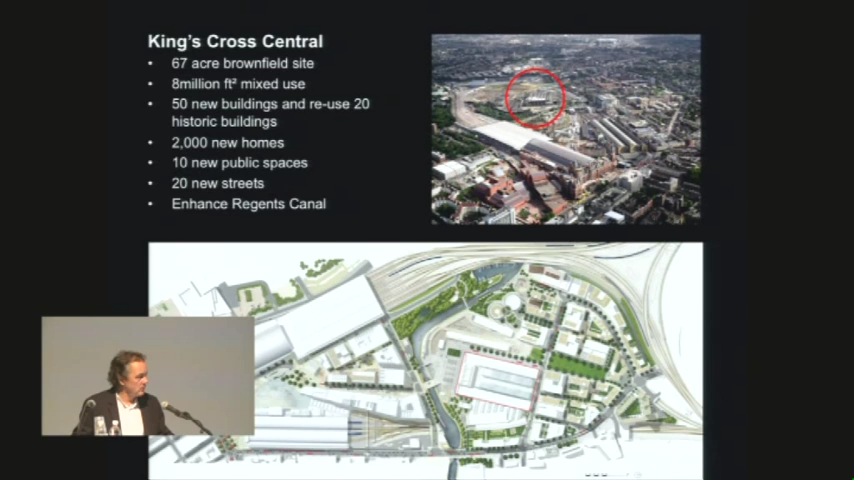 King's Cross Central
• 67 acre brownfield site
• 8million ft² mixed use
• 50 new buildings and re-use 20
historic buildings
• 2,000 new homes
• 10 new public spaces
• 20 new streets
• Enhance Regents Canal